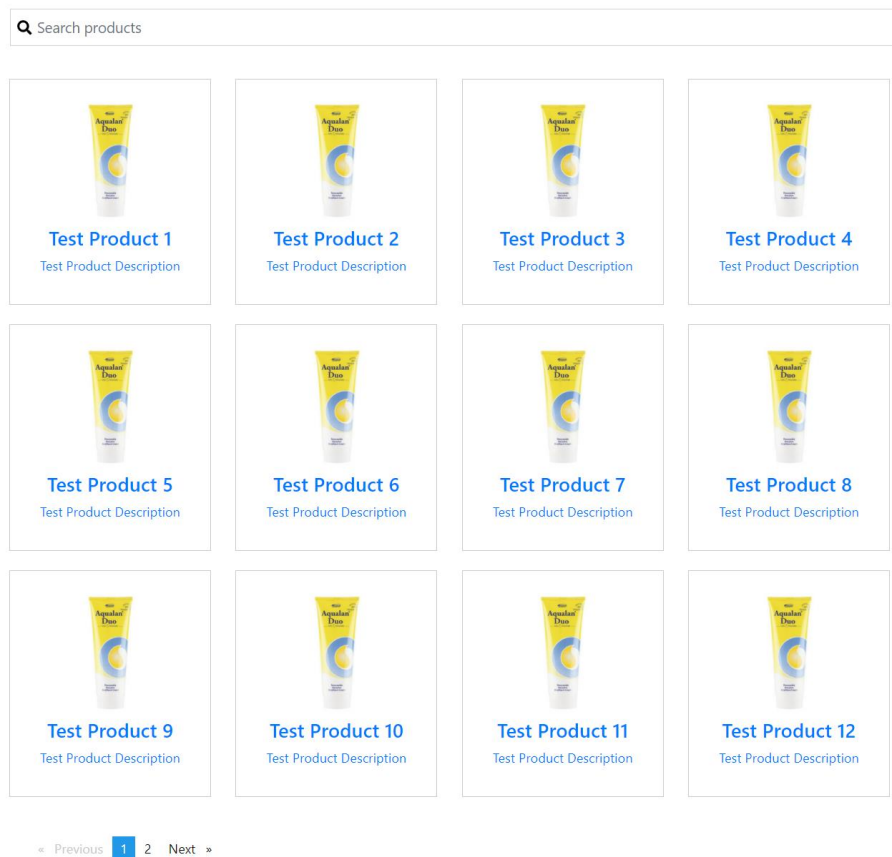 Search products
Aqualan
Duo
Aqualan
Duo
Aqualan
Duo
Aqualan
Duo
Test Product 1
Test Product 2
Test Product 3
Test Product 4
Test Product Description
Test Product Description
Test Product Description
Test Product Description
Aqualan
Duo
Aqualan
Duo
Aqualan
Duo
Aqualan
Duo
Test Product 5
Test Product 6
Test Product 7
Test Product 8
Test Product Description
Test Product Description
Test Product Description
Test Product Description
Aqualan
Duo
Aqualan
Duo
Aqualan
Duo
Aqualan
Duo
Test Product 9
Test Product 10
Test Product 11
Test Product 12
Test Product Description
Test Product Description
Test Product Description
Test Product Description
« Previous 1 2 Next »